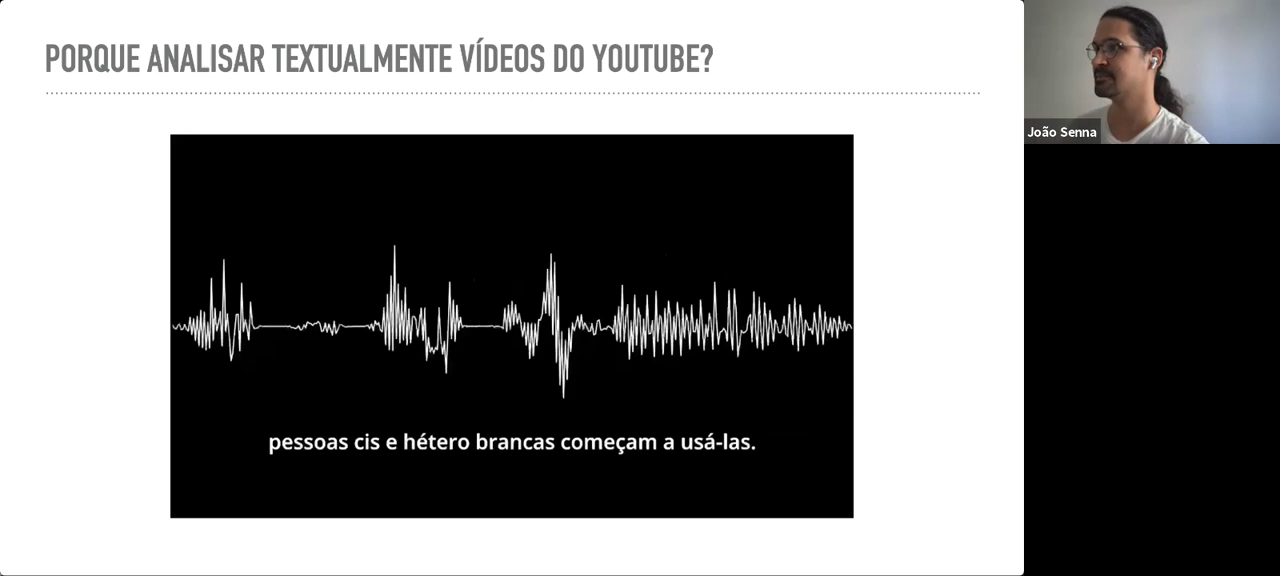 PORQUE ANALISAR TEXTUALMENTE VÍDEOS DO YOUTUBE?
João Senna
pessoas cis e hétero brancas começam a usá-las.